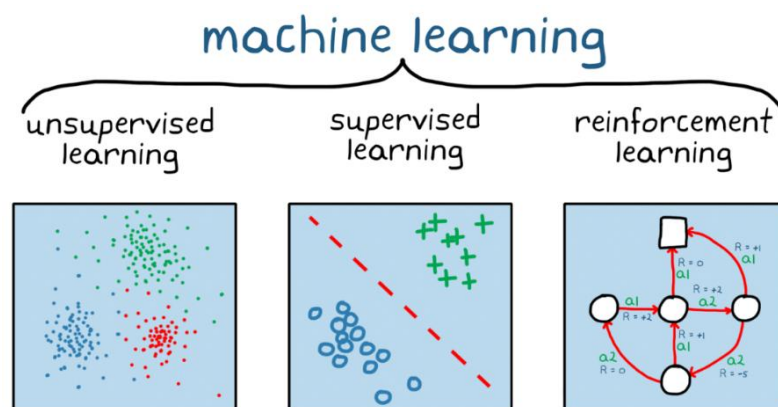 machine learning
unsupervised
learning
supervised
learning
reinforcement
learning
R = 0
a1
R = +1
a1
a1
R = +2
R = +2
a2
R = +1
a1
a2
R = 0
a2
R = -5